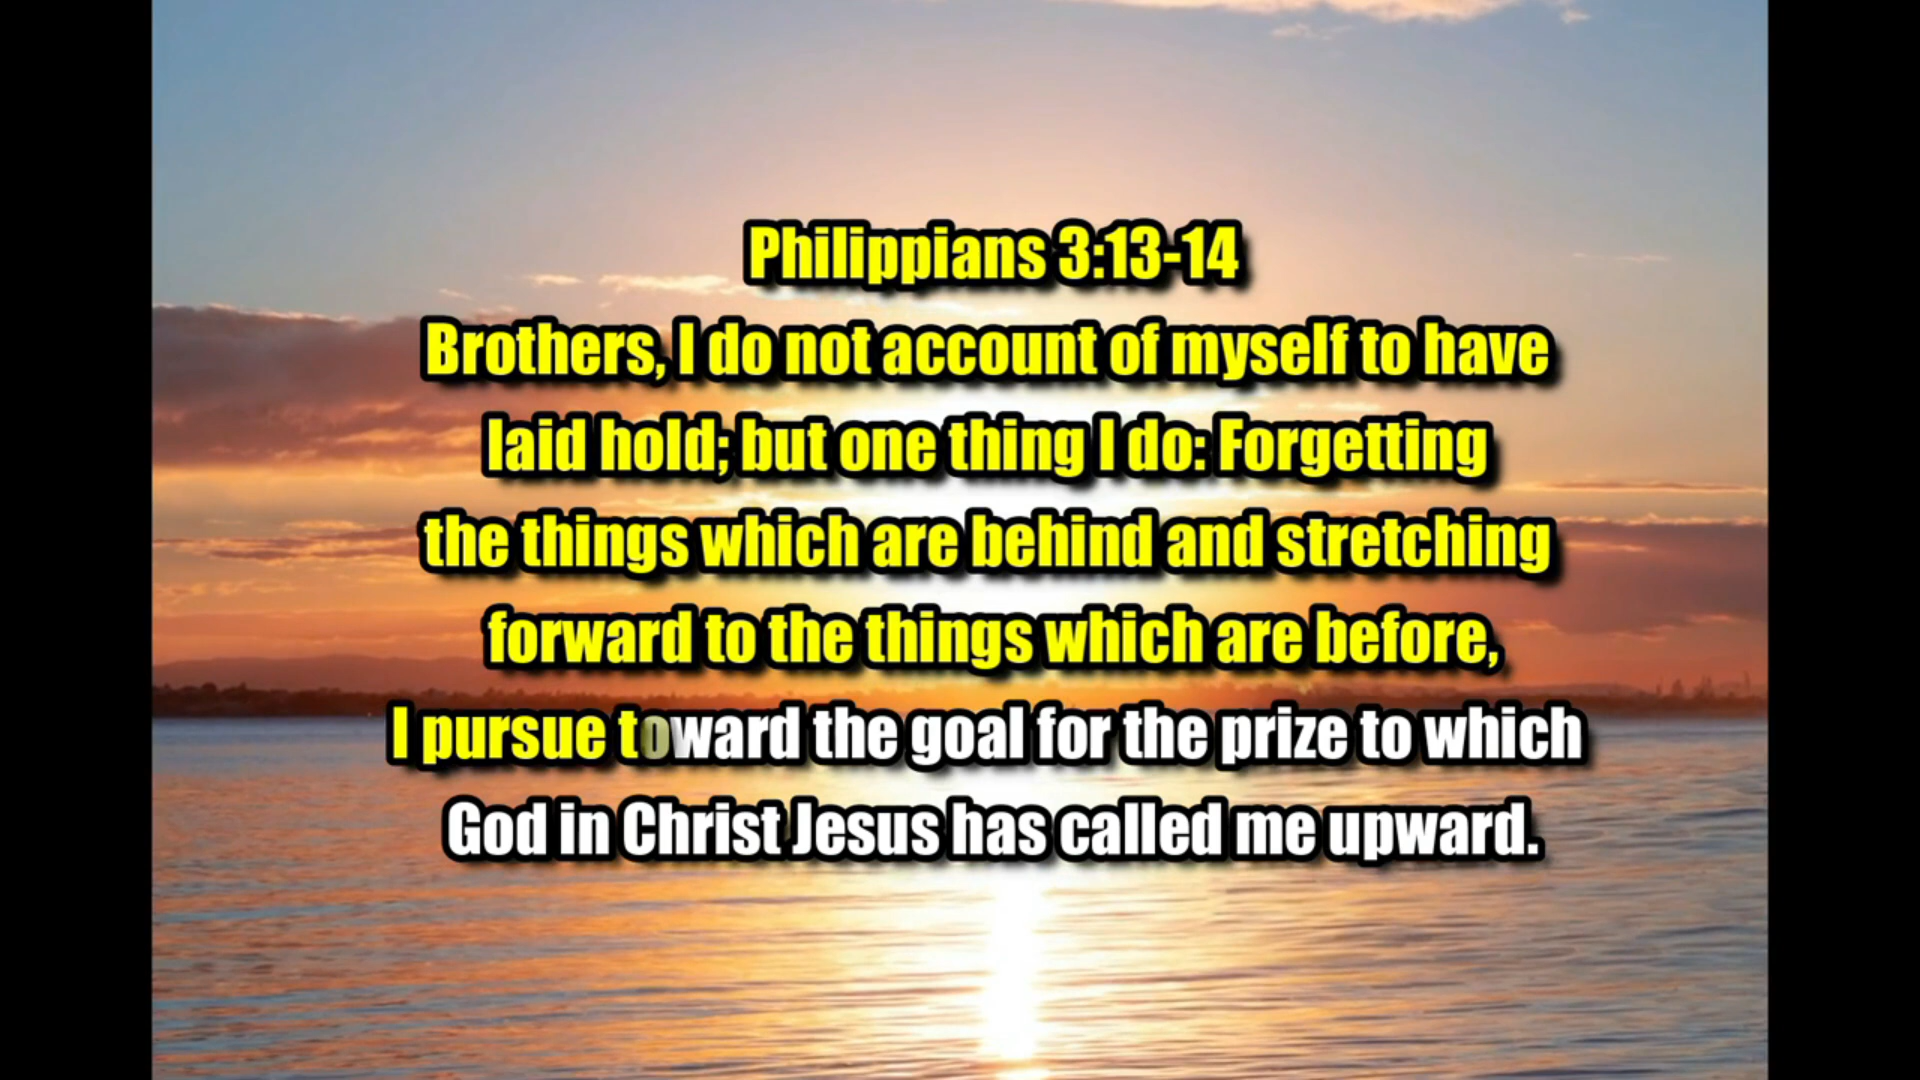 Philippians 3:13-14
Brothers, I do not account of myself to have
laid hold; but one thing I do: Forgetting
the things which are behind and stretching
forward to the things which are before,
I pursue toward the goal for the prize to which
God in Christ Jesus has called me upward.